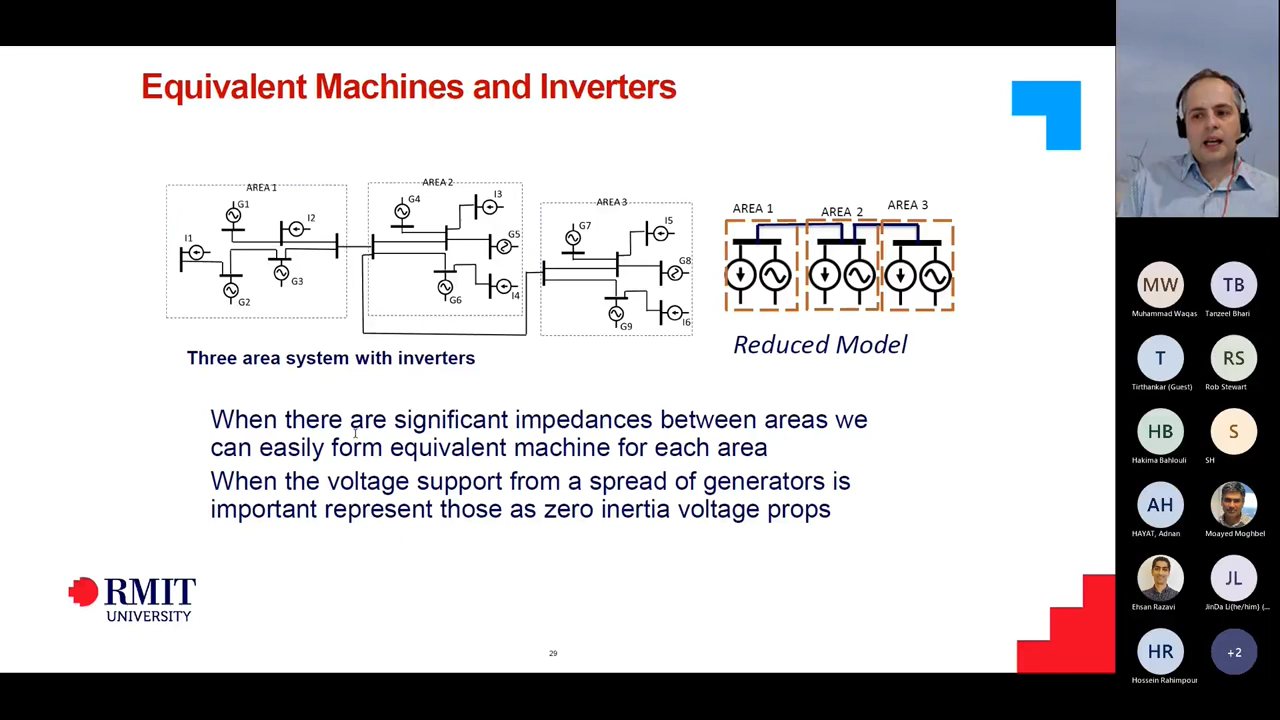 Equivalent Machines and Inverters
AREA 1
AREA 2
AREA 3
G1
I2
I1
G2
G3
G4
I3
G5
G6
I4
G7
I5
G8
G9
I6
AREA 1
AREA 2
AREA 3
Three area system with inverters
Reduced Model
When there are significant impedances between areas we
can easily form equivalent machine for each area
When the voltage support from a spread of generators is
important represent those as zero inertia voltage props
RMIT
UNIVERSITY
29
MW
Muhammad Waqas
TB
Tanzeel Bhari
T
Tirthankar (Guest)
RS
Rob Stewart
HB
Hakima Bahlouli
S
SH
AH
HAYAT, Adnan
Moayed Moghbel
Ehsan Razavi
JL
JinDa Li(he/him) (...
HR
Hossein Rahimpour
+2